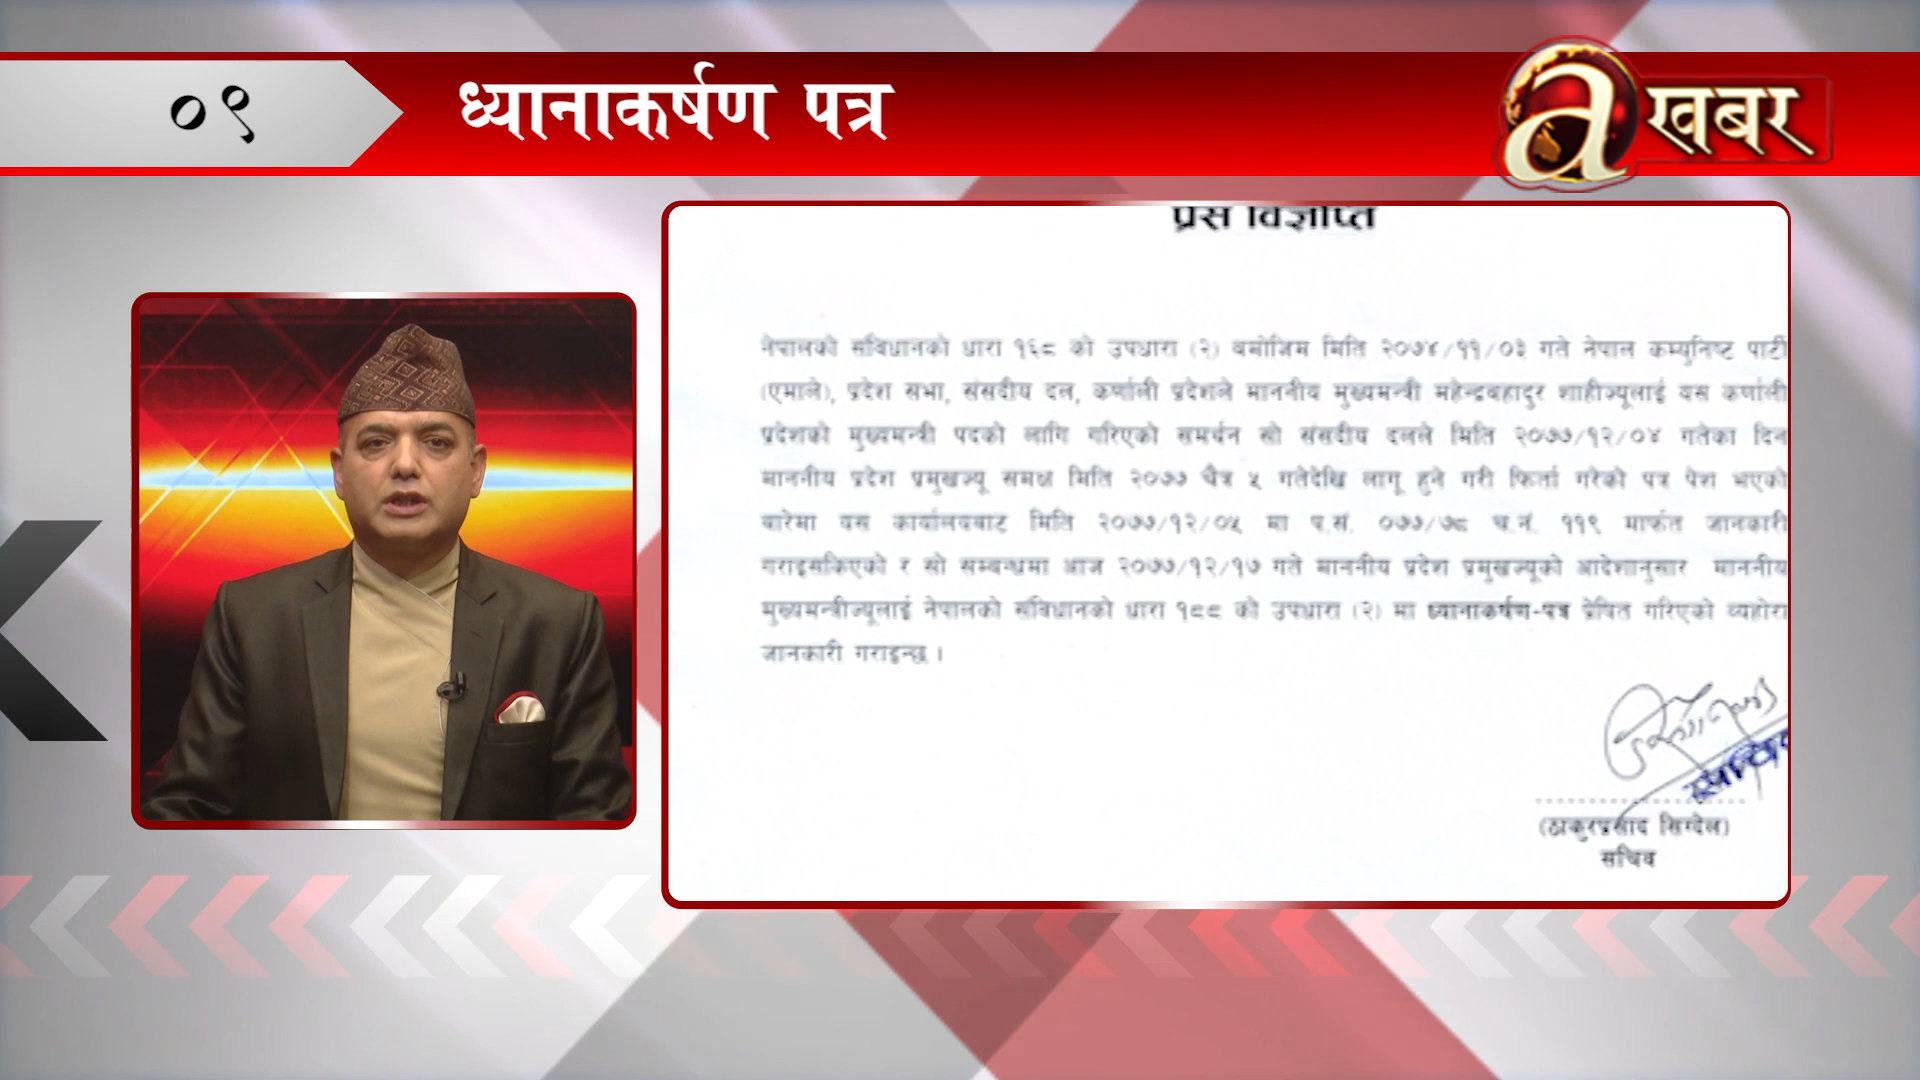 ०९
ध्यानाकर्षण पत्र
a खबर
प्रेस विज्ञप्ति
नेपालको संविधानको धारा १६८ को उपधारा (२) बमोजिम मिति २०७४/११/०३ गते नेपाल कम्युनिष्ट पार्टी
(एमाले), प्रदेश सभा, संसदीय दल, कर्णाली प्रदेशले माननीय मुख्यमन्त्री महेन्द्रबहादुर शाहीज्यूलाई यस कर्णाली
प्रदेशको मुख्यमन्त्री पदको लागि गरिएको समर्थन सो संसदीय दलले मिति २०७७/१२/०४ गतेका दिन
माननीय प्रदेश प्रमुखज्यू समक्ष मिति २०७७ चैत्र ५ गतेदेखि लागू हुने गरी फिर्ता गरेको पत्र पेश भएको
बारेमा यस कार्यालयबाट मिति २०७७/१२/०५ मा प.सं. ०७७/७८ च.नं. ११९ मार्फत जानकारी
गराइसकिएको र सो सम्बन्धमा आज २०७७/१२/१७ गते माननीय प्रदेश प्रमुखज्यूको आदेशानुसार माननीय
मुख्यमन्त्रीज्यूलाई नेपालको संविधानको धारा १८८ को उपधारा (२) मा ध्यानाकर्षण-पत्र प्रेषित गरिएको व्यहोरा
जानकारी गराइन्छ ।
सचिव
(ठाकुरप्रसाद सिग्देल)
सचिव